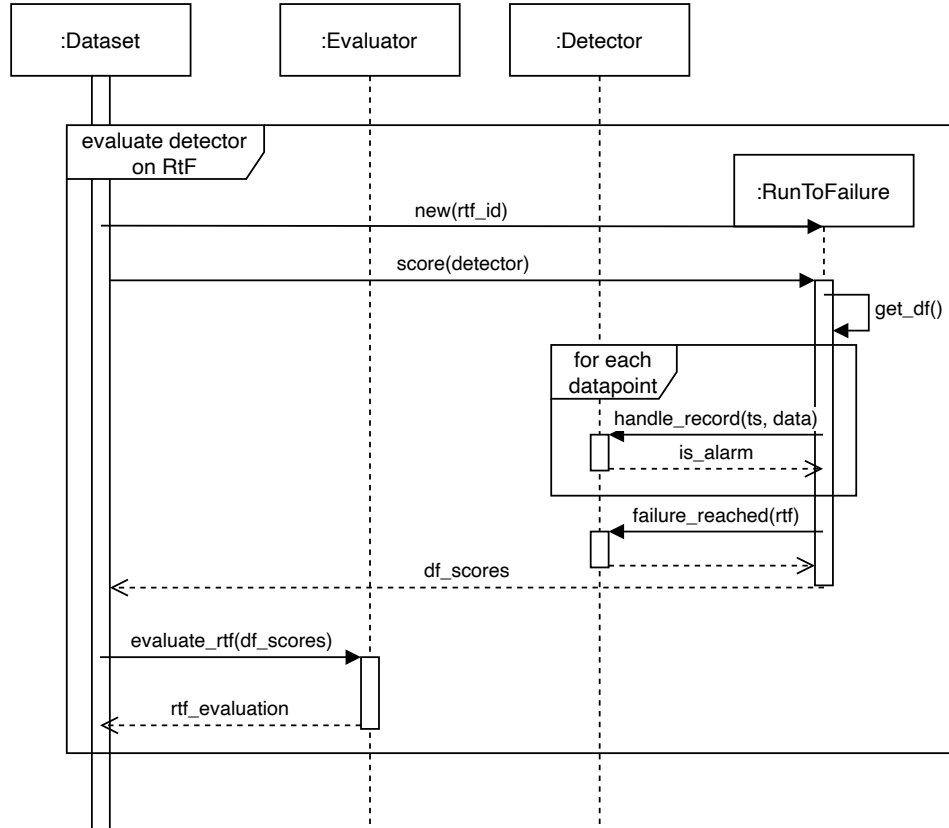 :Dataset
:Evaluator
:Detector
evaluate detector
on RtF
:RunToFailure
new(rtf_id)
score(detector)
get_df()
for each
datapoint
handle_record(ts, data)
is_alarm
failure_reached(rtf)
df_scores
evaluate_rtf(df_scores)
rtf_evaluation